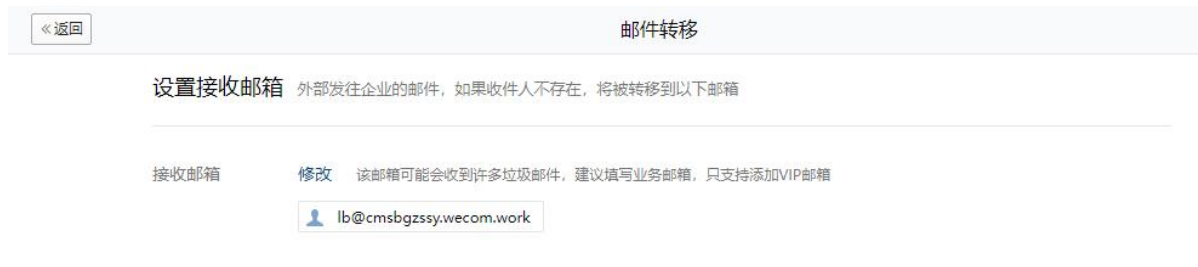 «返回
邮件转移
设置接收邮箱 外部发往企业的邮件，如果收件人不存在，将被转移到以下邮箱
接收邮箱 修改 该邮箱可能会收到许多垃圾邮件，建议填写业务邮箱，只支持添加VIP邮箱
lb@cmsbgzssy.wecom.work